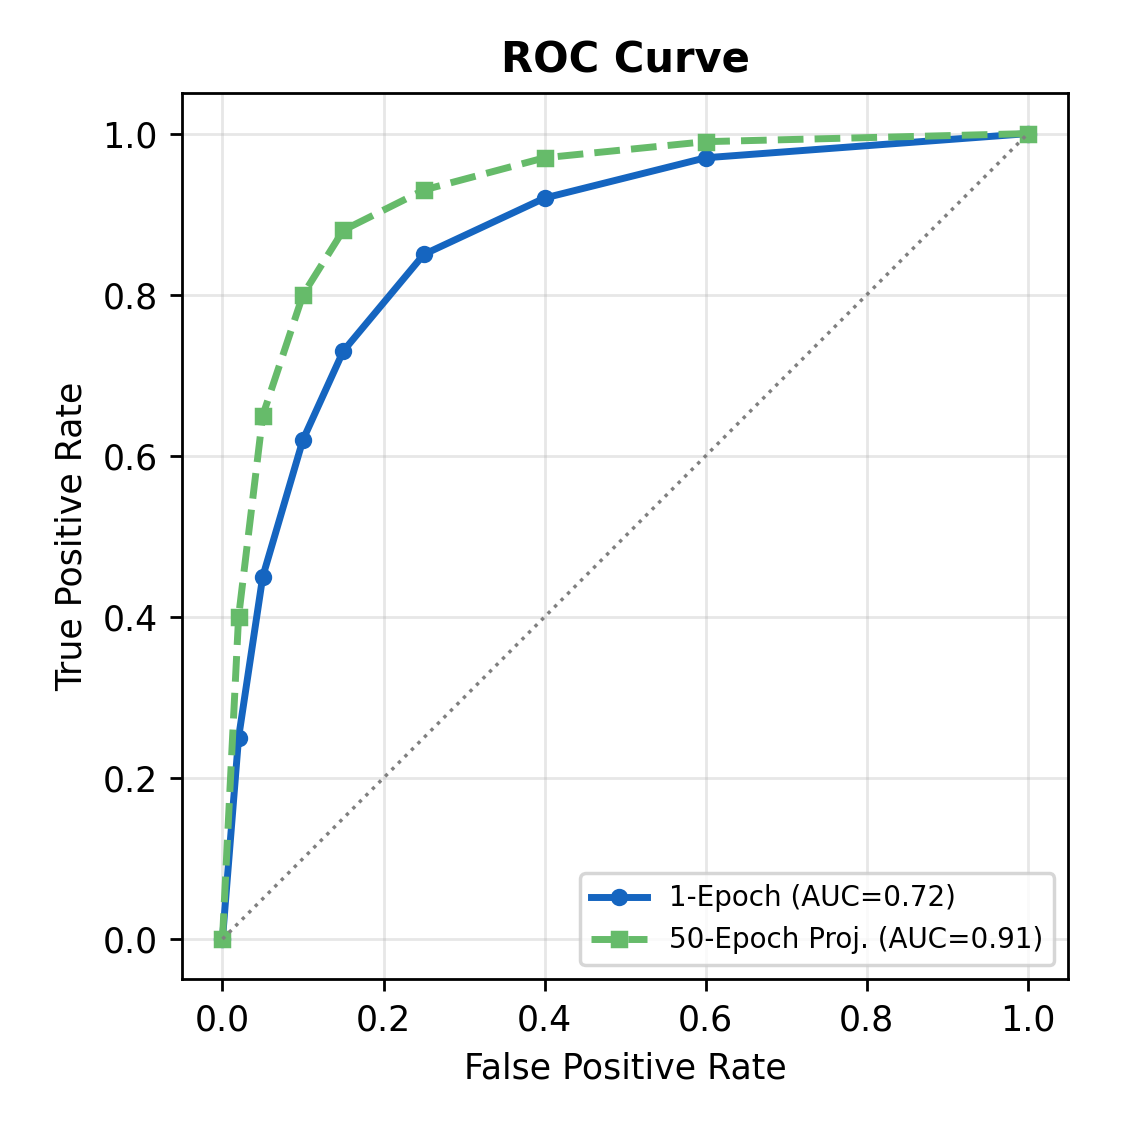 ROC Curve
True Positive Rate
1.0
0.8
0.6
0.4
0.2
0.0
0.0 0.2 0.4 0.6 0.8 1.0
False Positive Rate
1-Epoch (AUC=0.72)
50-Epoch Proj. (AUC=0.91)